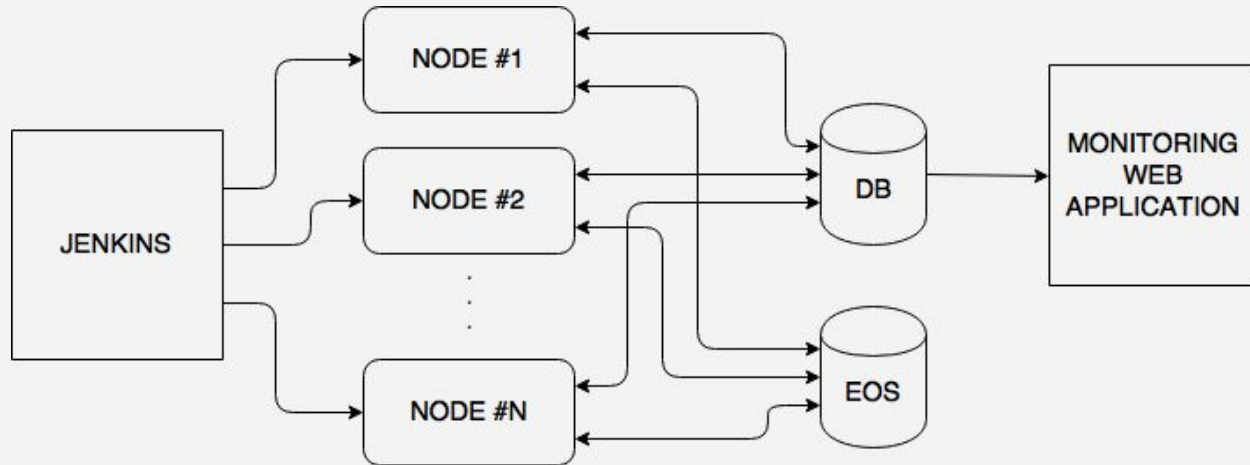 NODE #1
JENKINS
NODE #2
.
.
.
NODE #N
DB
EOS
MONITORING
WEB
APPLICATION